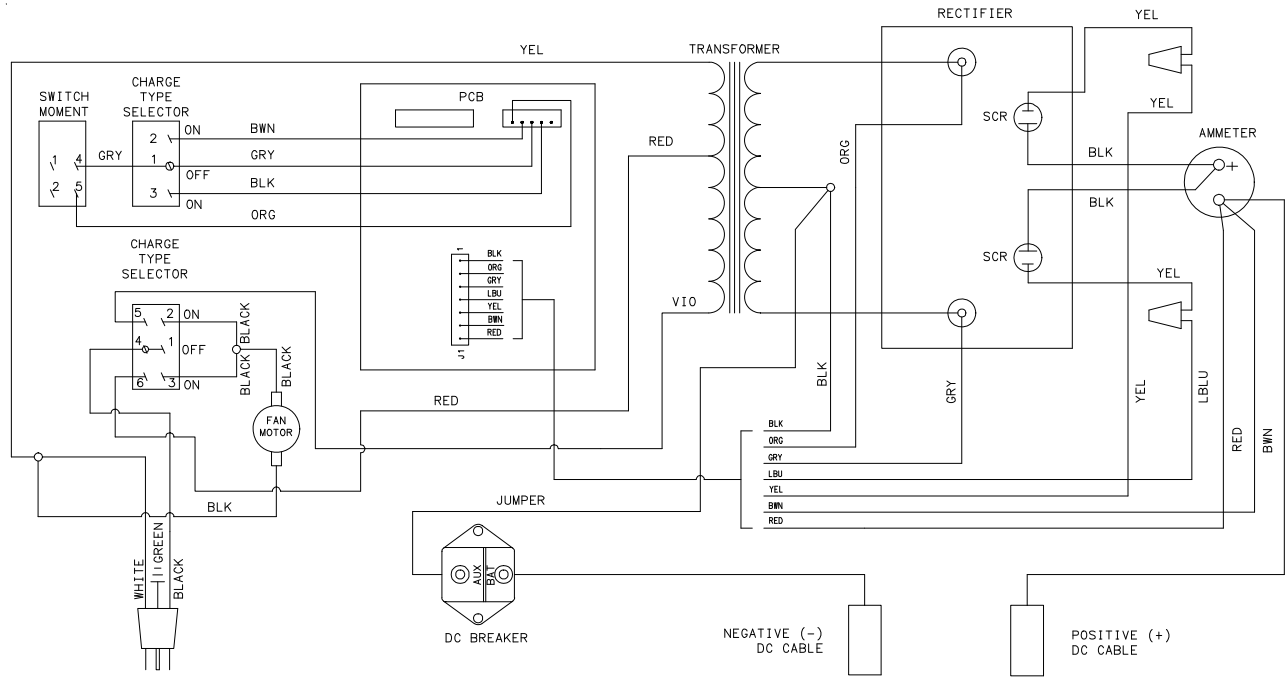 RECTIFIER
YEL
YEL
TRANSFORMER
CHARGE
TYPE
SELECTOR
SWITCH
MOMENT
PCB
YEL
SCR
AMMETER
2
ON
BWN
RED
ORG
1
4
GRY
1
GRY
OFF
BLK
+
2
5
3
BLK
ON
BLK
ORG
CHARGE
TYPE
SELECTOR
1
BLK
ORG
GRY
LBU
YEL
BWN
RED
J1
SCR
YEL
VIO
5
2
ON
BLACK
4
1
OFF
6
3
ON
BLACK
BLACK
BLK
GRY
YEL
LBLU
RED
FAN
MOTOR
RED
BWN
BLK
ORG
GRY
LBU
YEL
BWN
RED
BLK
JUMPER
WHITE
GREEN
BLACK
AUX
BAT
DC BREAKER
NEGATIVE (-)
DC CABLE
POSITIVE (+)
DC CABLE